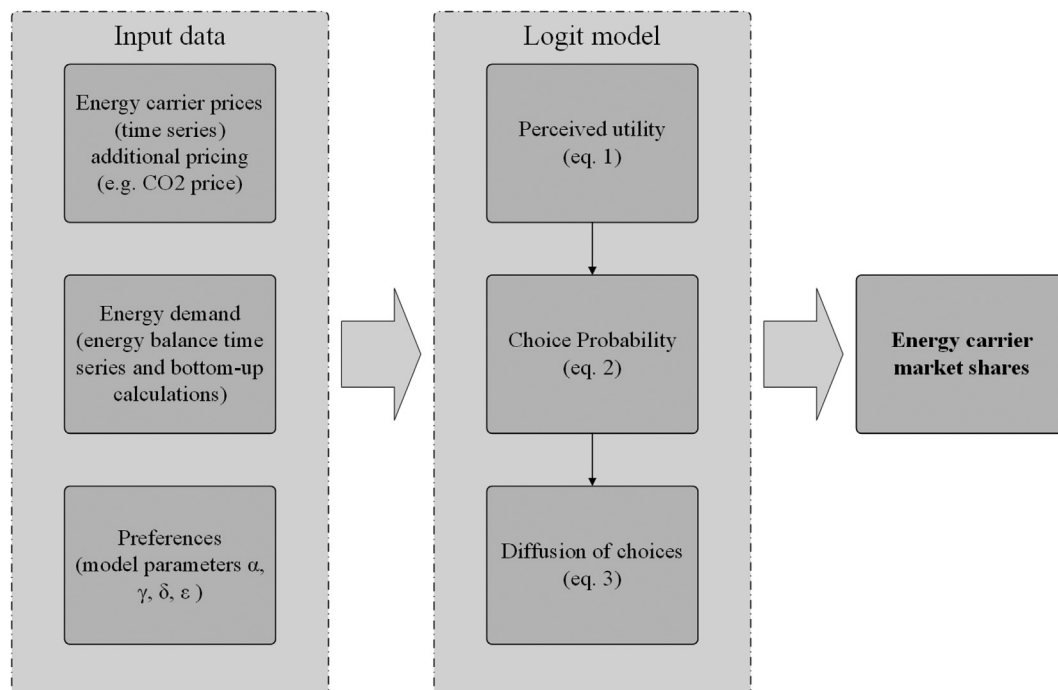 Input data
Energy carrier prices
(time series)
additional pricing
(e.g. CO2 price)
Energy demand
(energy balance time
series and bottom-up
calculations)
Preferences
(model parameters α,
γ, δ, ε )
Logit model
Perceived utility
(eq. 1)
Choice Probability
(eq. 2)
Diffusion of choices
(eq. 3)
Energy carrier
market shares